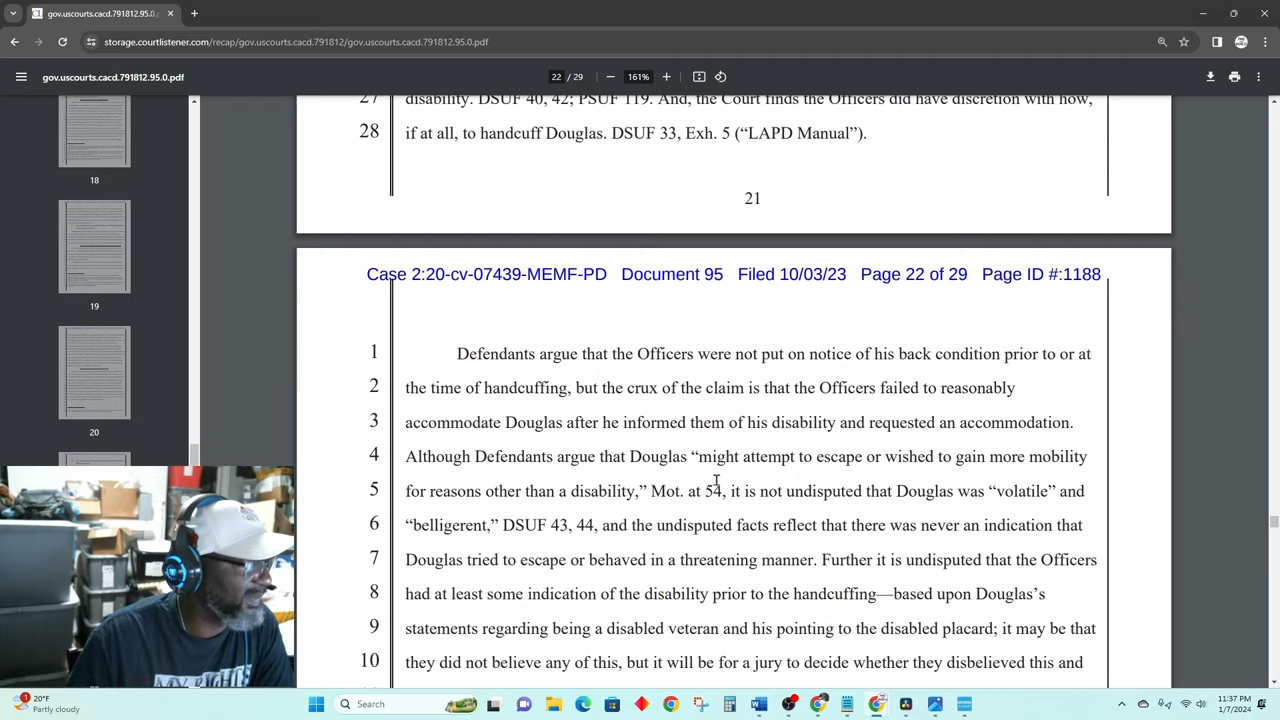 gov.uscourts.cacd.791812.95.0.p
storage.courtlistener.com/recap/gov.uscourts.cacd.791812/gov.uscourts.cacd.791812.95.0.pdf
gov.uscourts.cacd.791812.95.0.pdf
22 / 29
161%
18
19
20
27 disability. DSUF 40, 42; PSUF 119. And, the Court finds the Officers did have discretion with how,
28 if at all, to handcuff Douglas. DSUF 33, Exh. 5 (“LAPD Manual”).
21
Case 2:20-cv-07439-MEMF-PD Document 95 Filed 10/03/23 Page 22 of 29 Page ID #:1188
1 Defendants argue that the Officers were not put on notice of his back condition prior to or at
2 the time of handcuffing, but the crux of the claim is that the Officers failed to reasonably
3 accommodate Douglas after he informed them of his disability and requested an accommodation.
4 Although Defendants argue that Douglas “might attempt to escape or wished to gain more mobility
5 for reasons other than a disability,” Mot. at 54, it is not undisputed that Douglas was “volatile” and
6 “belligerent,” DSUF 43, 44, and the undisputed facts reflect that there was never an indication that
7 Douglas tried to escape or behaved in a threatening manner. Further it is undisputed that the Officers
8 had at least some indication of the disability prior to the handcuffing—based upon Douglas’s
9 statements regarding being a disabled veteran and his pointing to the disabled placard; it may be that
10 they did not believe any of this, but it will be for a jury to decide whether they disbelieved this and
20°F
Partly cloudy
Search
11:37 PM
1/7/2024